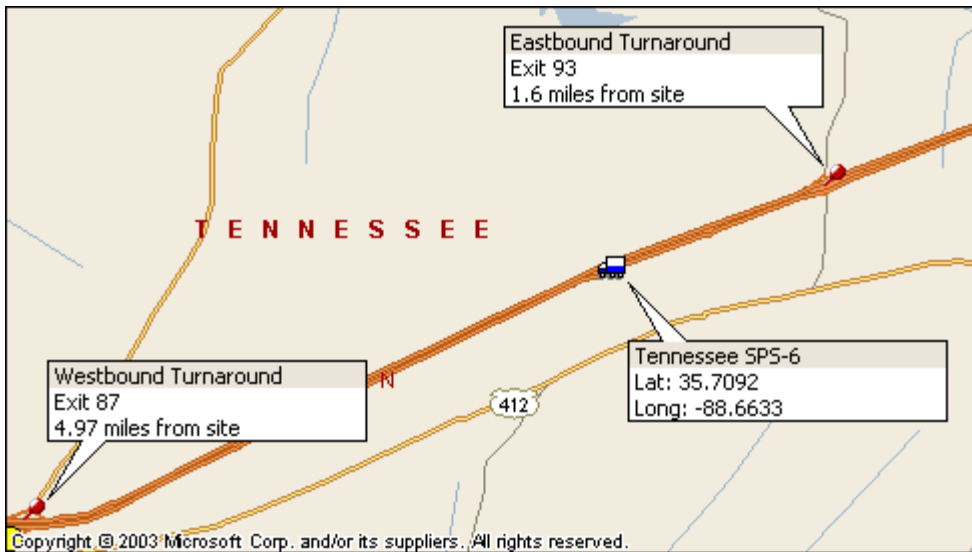 Eastbound Turnaround
Exit 93
1.6 miles from site
TENNESSEE
Tennessee SPS-6
Lat: 35.7092
Long: -88.6633
Westbound Turnaround
Exit 87
4.97 miles from site
N
412
Copyright © 2003 Microsoft Corp. and/or its suppliers. All rights reserved.